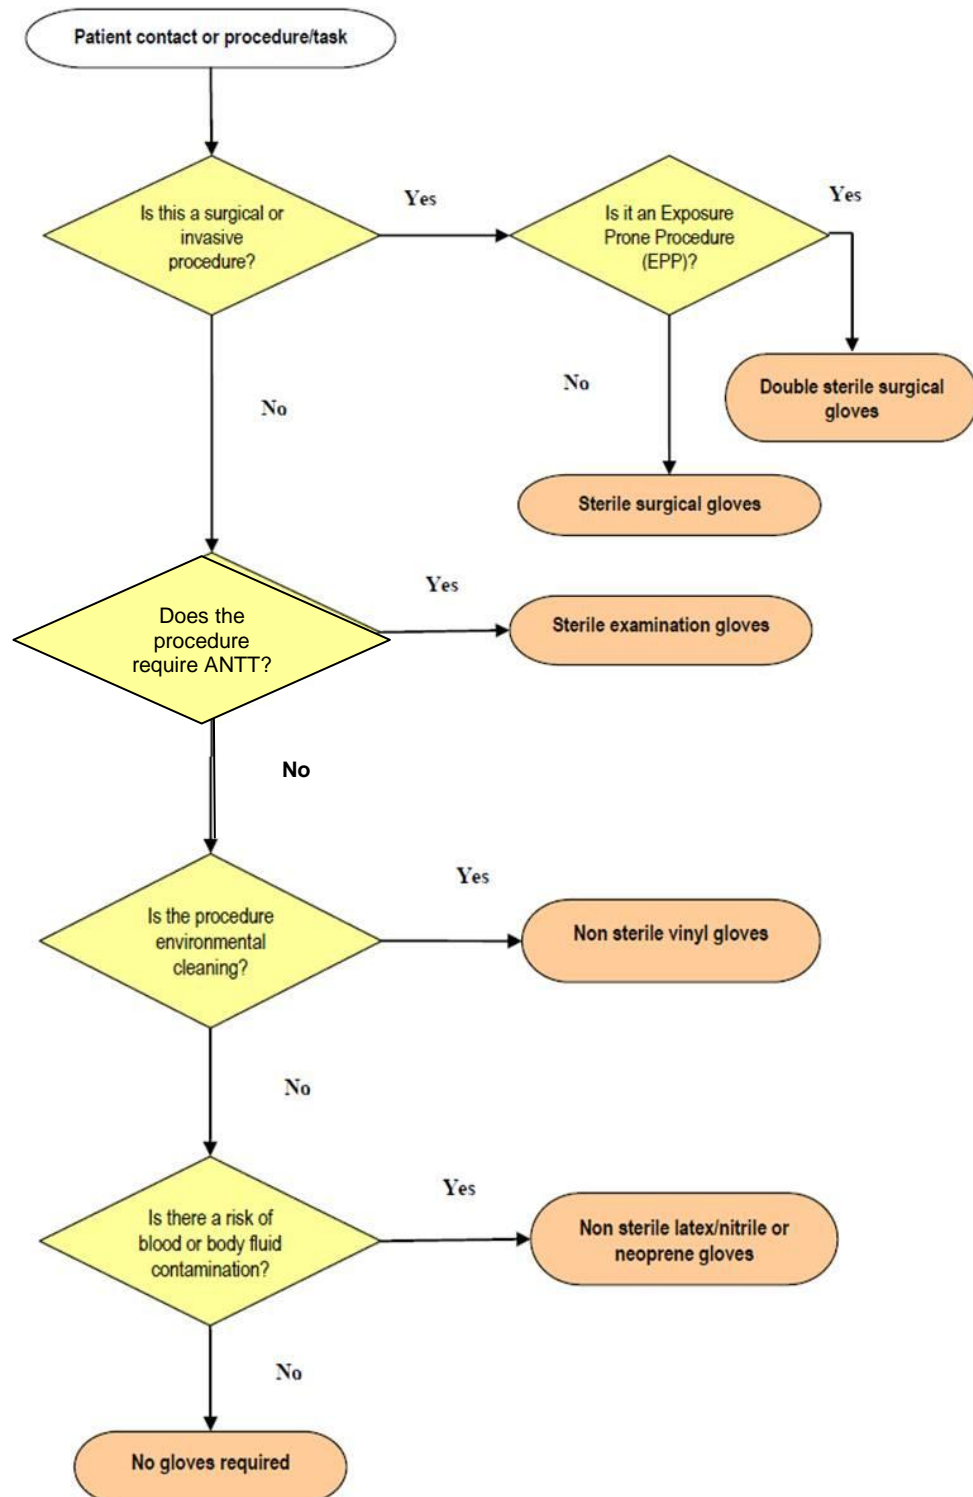 Patient contact or procedure/task
Is this a surgical or
invasive
procedure?
Yes
Is it an Exposure
Prone Procedure
(EPP)?
Yes
Double sterile surgical
gloves
No
Sterile surgical gloves
No
Does the
procedure
require ANTT?
Yes
Sterile examination gloves
No
Is the procedure
environmental
cleaning?
Yes
Non sterile vinyl gloves
No
Is there a risk of
blood or body fluid
contamination?
Yes
Non sterile latex/nitrile or
neoprene gloves
No
No gloves required